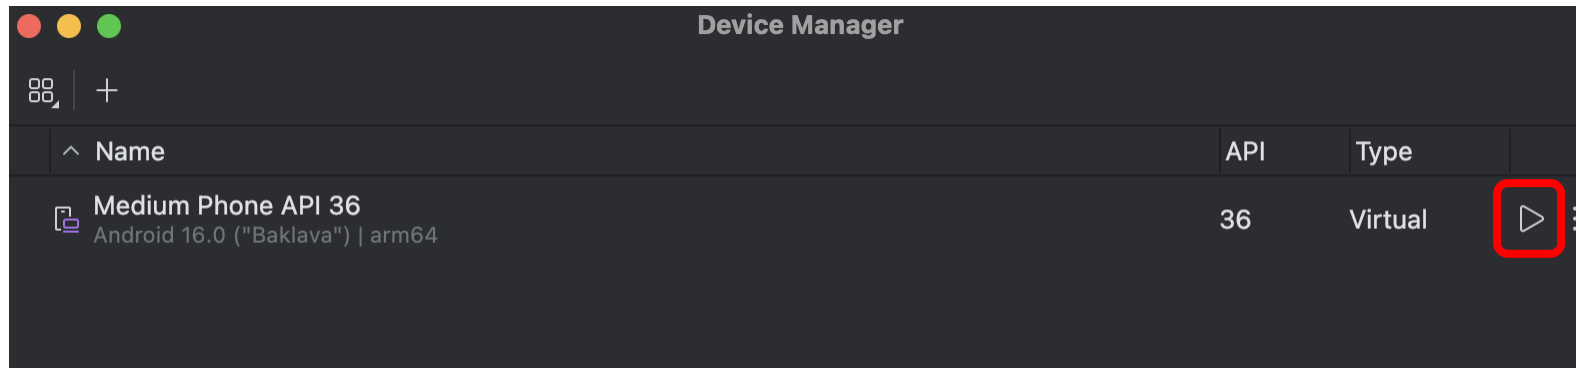 Device Manager
Name API Type
Medium Phone API 36
Android 16.0 ("Baklava") | arm64
36 Virtual